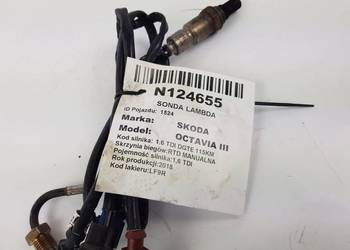 N124655
SONDA LAMBDA
ID Pojazdu: 1524
Marka: SKODA
Model: OCTAVIA III
Kod silnika: 1.6 TDI DGTE 115KM
Skrzynia biegów:RTD MANUALNA
Pojemność silnika:1,6 TDI
Rok produkcji:2018
Kod lakieru:LF9R